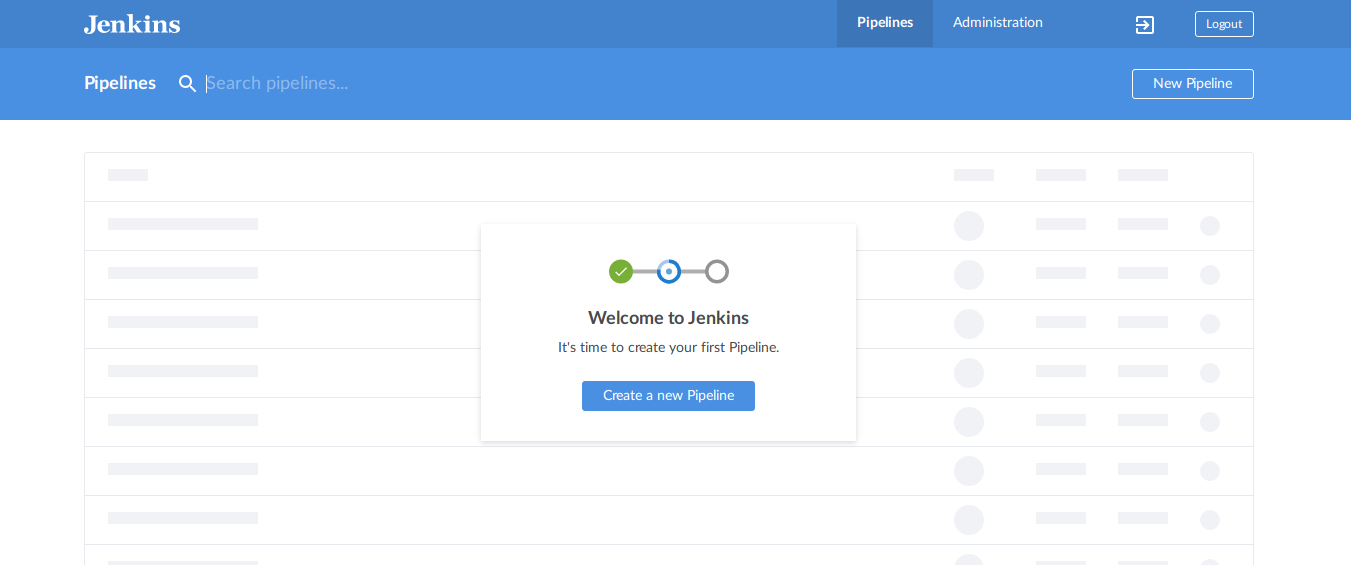 Jenkins
Pipelines
Administration
Logout
Pipelines
Search pipelines...
New Pipeline
Welcome to Jenkins
It's time to create your first Pipeline.
Create a new Pipeline